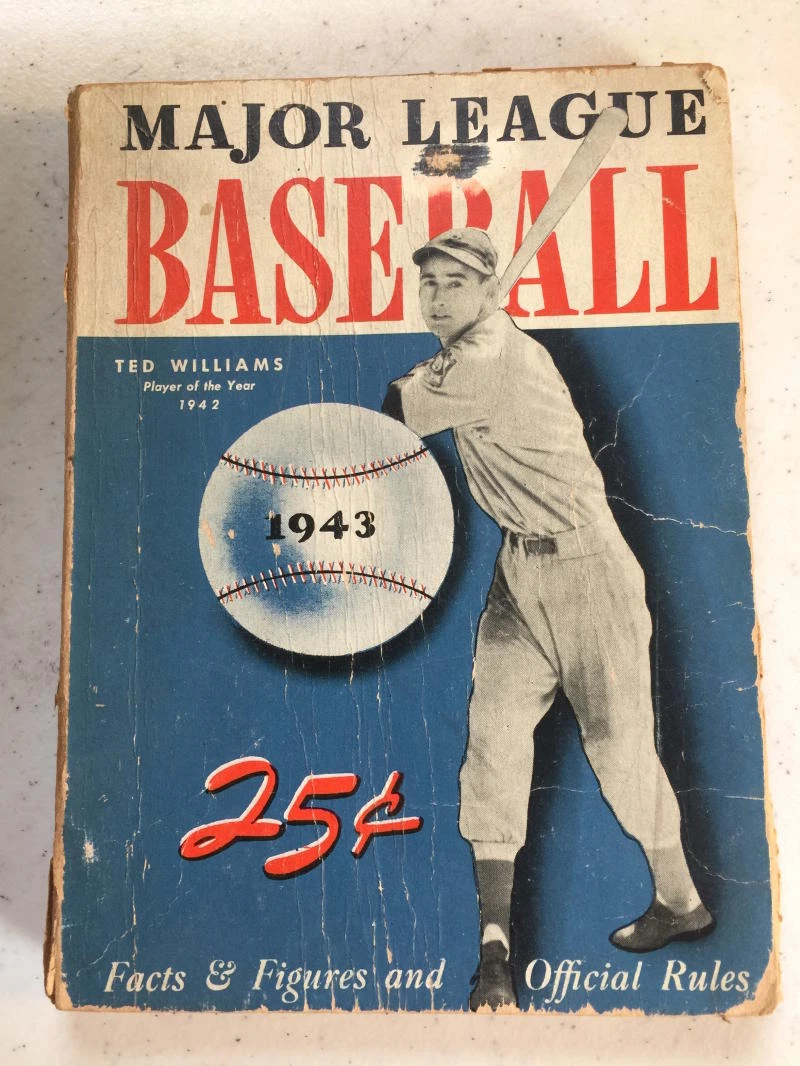 MAJOR LEAGUE
BASEBALL
TED WILLIAMS
Player of the Year
1942
1943
25¢
Facts & Figures and Official Rules